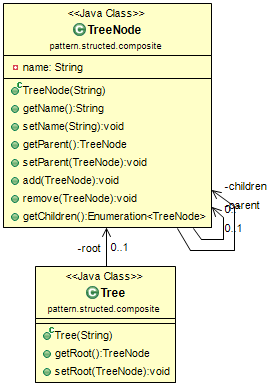 <<Java Class>>
TreeNode
pattern.structed.composite
name: String
TreeNode(String)
getName():String
setName(String):void
getParent():TreeNode
setParent(TreeNode):void
add(TreeNode):void
remove(TreeNode):void
getChildren():Enumeration<TreeNode>
-children
-parent
0..1
-root
0..1
<<Java Class>>
Tree
pattern.structed.composite
Tree(String)
getRoot():TreeNode
setRoot(TreeNode):void